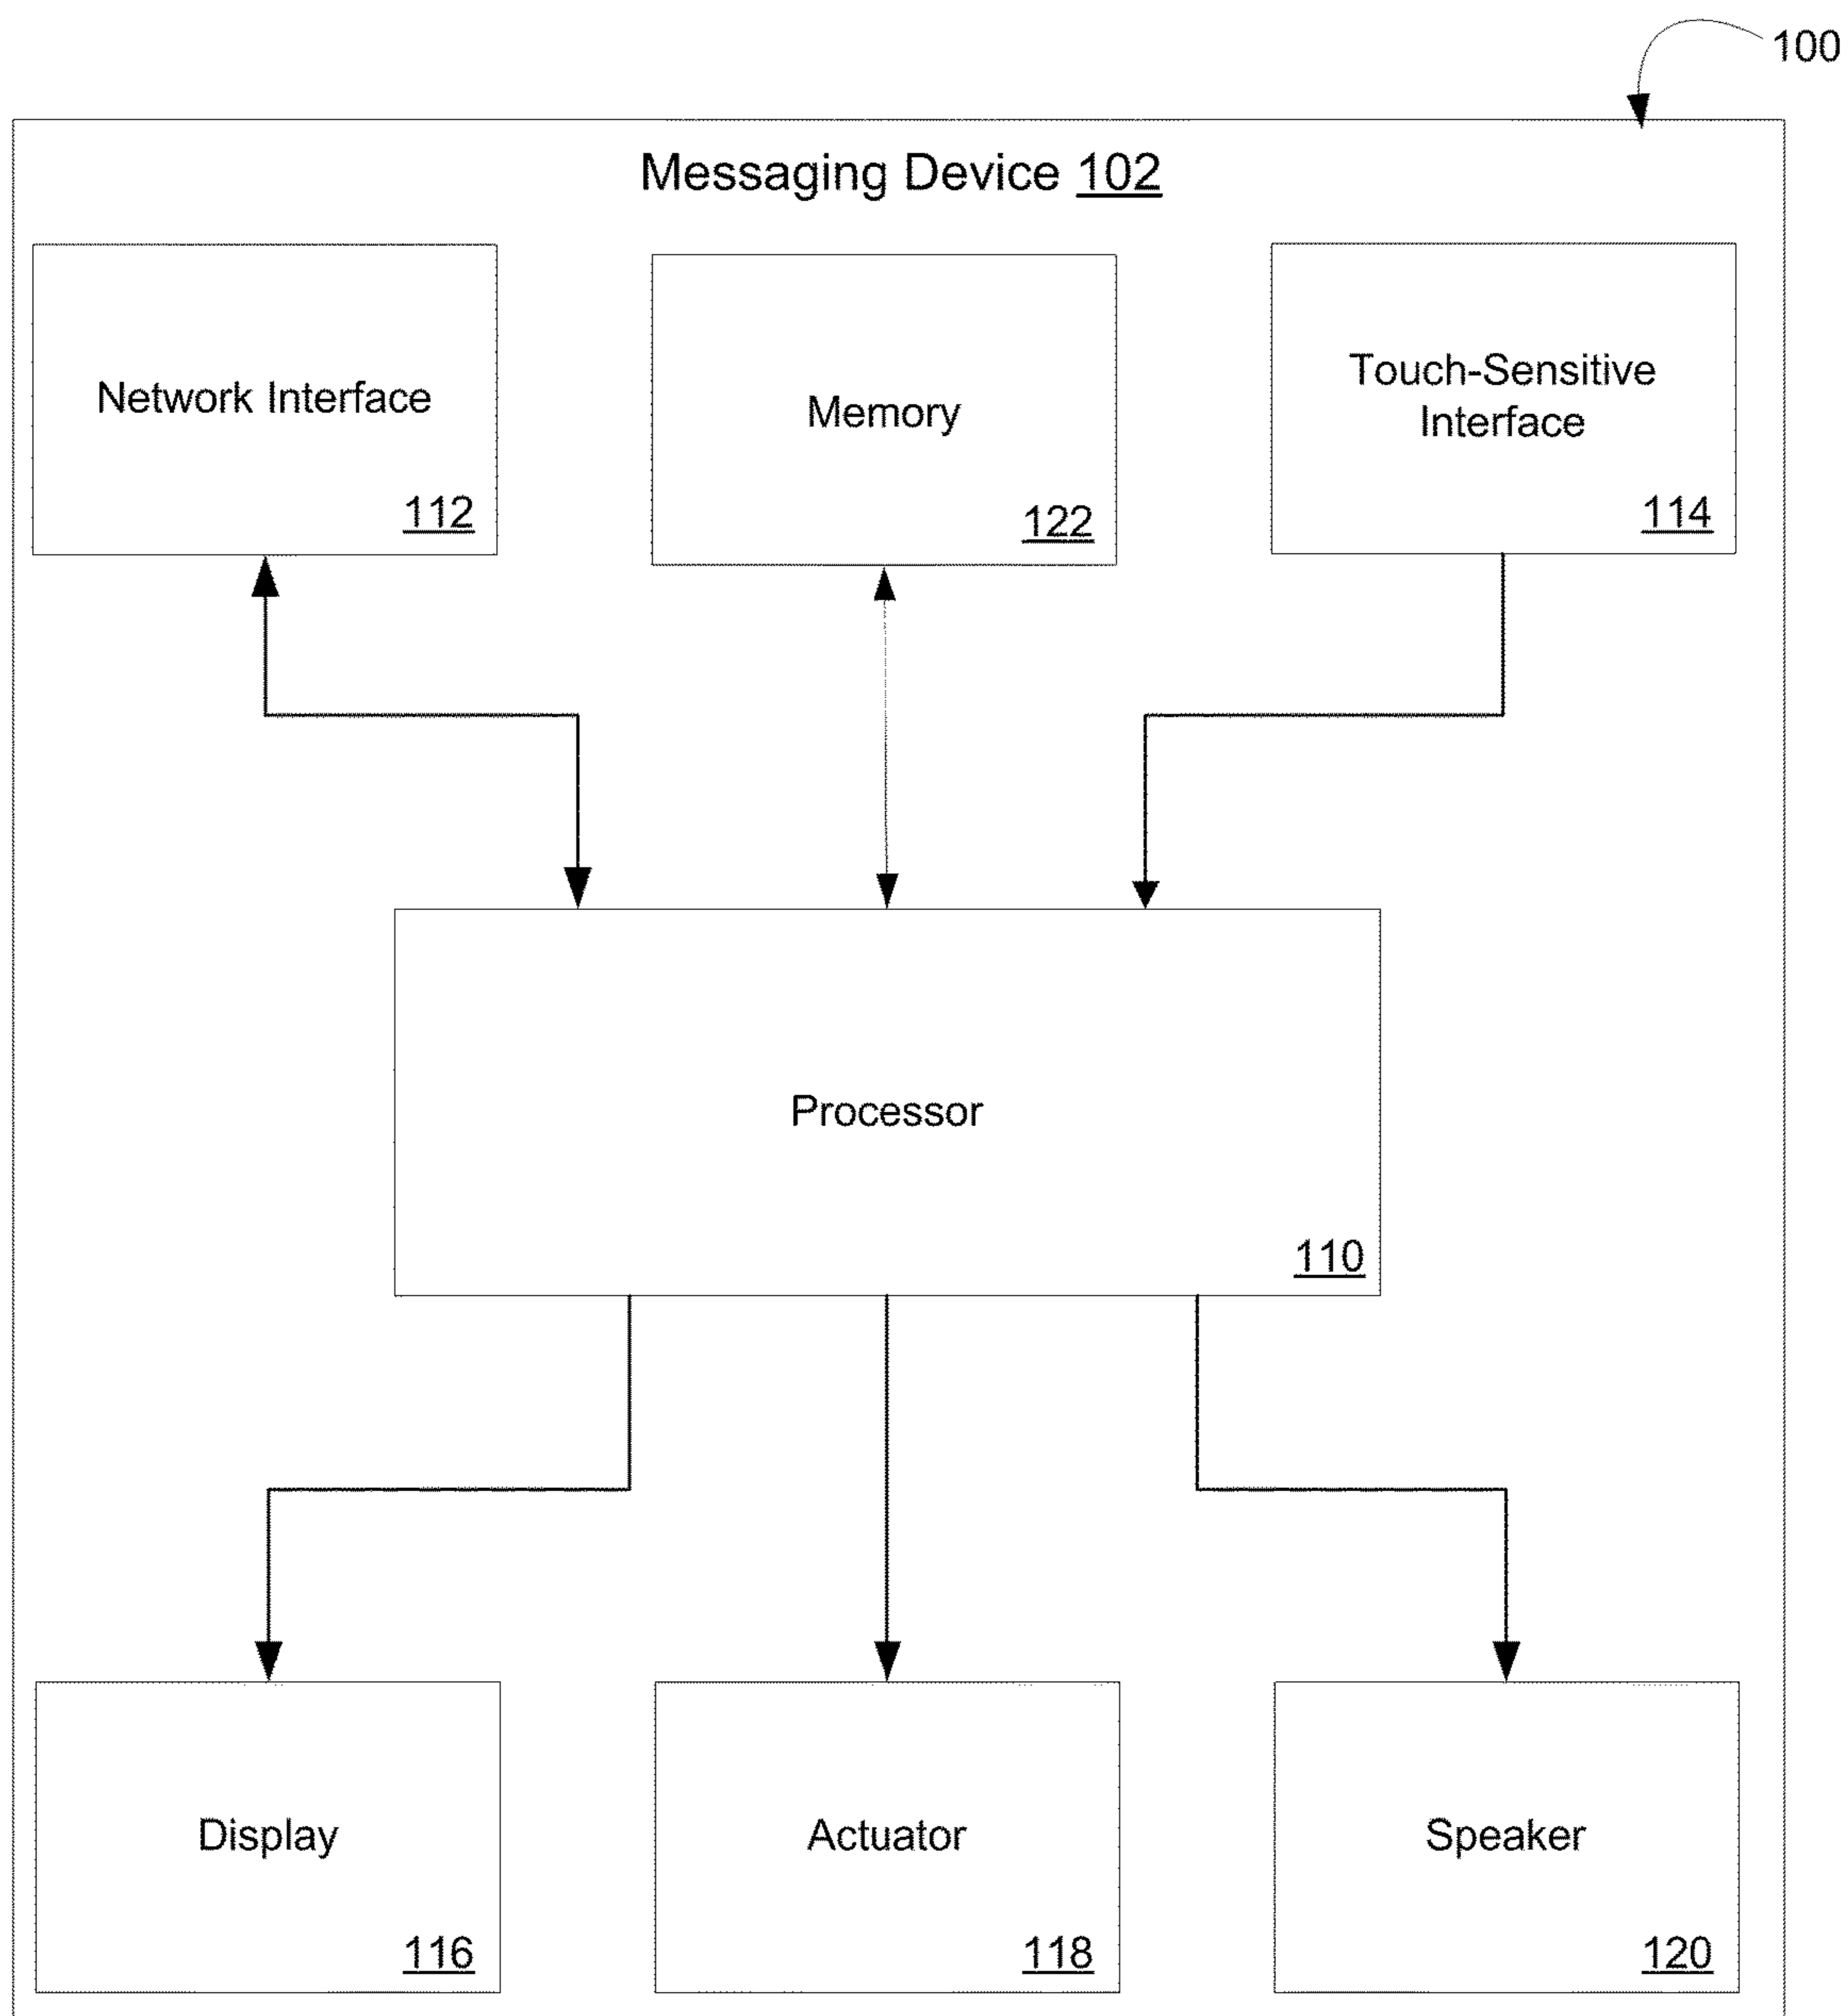 100
Messaging Device 102
Network Interface
112
Memory
122
Touch-Sensitive
Interface
114
Processor
110
Display
116
Actuator
118
Speaker
120